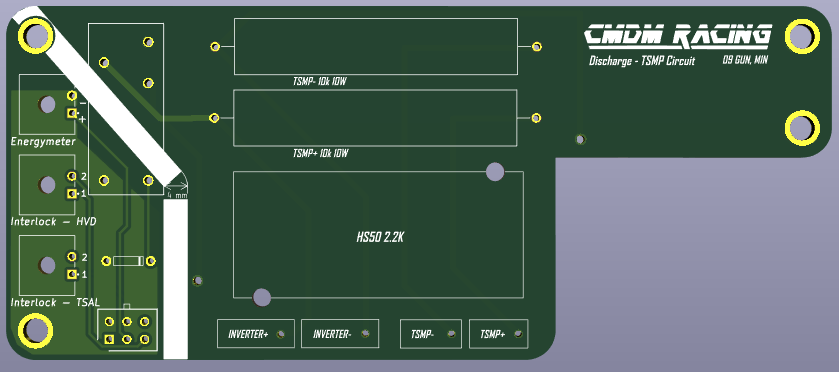 CMDM RACING
Discharge - TSMP Circuit
09 GUN, MIN
TSMP- 10k 10W
TSMP+ 10k 10W
-
+
Energymeter
2
1
Interlock - HVD
4 mm
HS50 2.2K
2
1
Interlock - TSAL
INVERTER+
INVERTER-
TSMP-
TSMP+